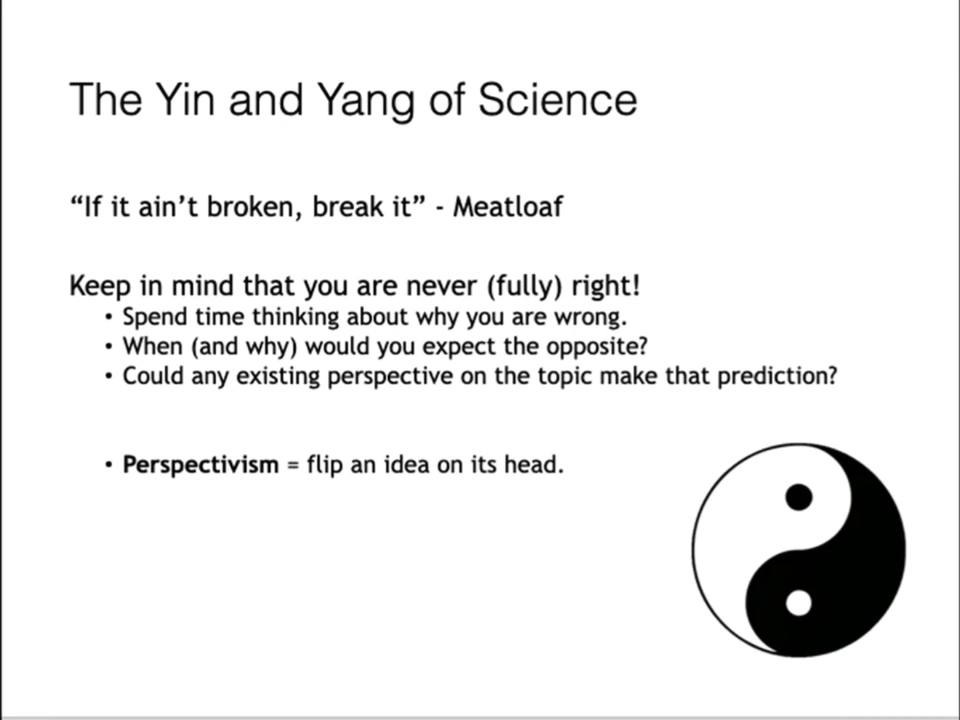 The Yin and Yang of Science
“If it ain’t broken, break it” - Meatloaf
Keep in mind that you are never (fully) right!
• Spend time thinking about why you are wrong.
• When (and why) would you expect the opposite?
• Could any existing perspective on the topic make that prediction?
• Perspectivism = flip an idea on its head.